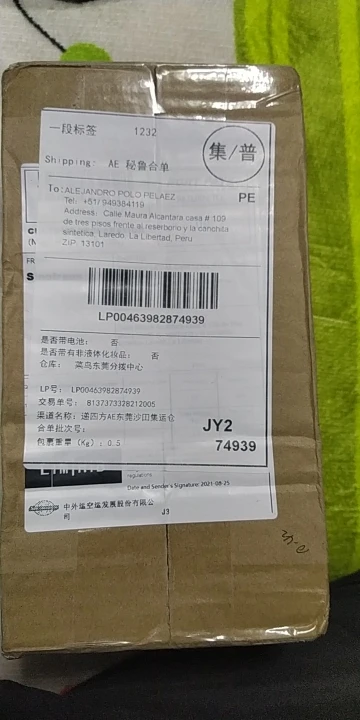 一段标签 1232
集/普
Shipping: AE 秘鲁合单
To:ALEJANDRO POLO PELAEZ
PE
Tel: +51/ 949384119
Address: Calle Maura Alcantara casa # 109
de tres pisos frente al reserborio y la canchita
sintetica, Laredo, La Libertad, Peru
ZIP: 13101
FR
LP00463982874939
是否带电池: 否
是否带有非液体化妆品: 否
仓库: 菜鸟东莞分拨中心
LP号: LP00463982874939
交易单号: 8137373328212005
渠道名称: 递四方AE东莞沙田集运仓
合单批次号:
JY2
包裹重量 (Kg): 0.5
74939
regulations
Date and Sender's Signature: 2021-08-25
中外运空运发展股份有限公
司
J3